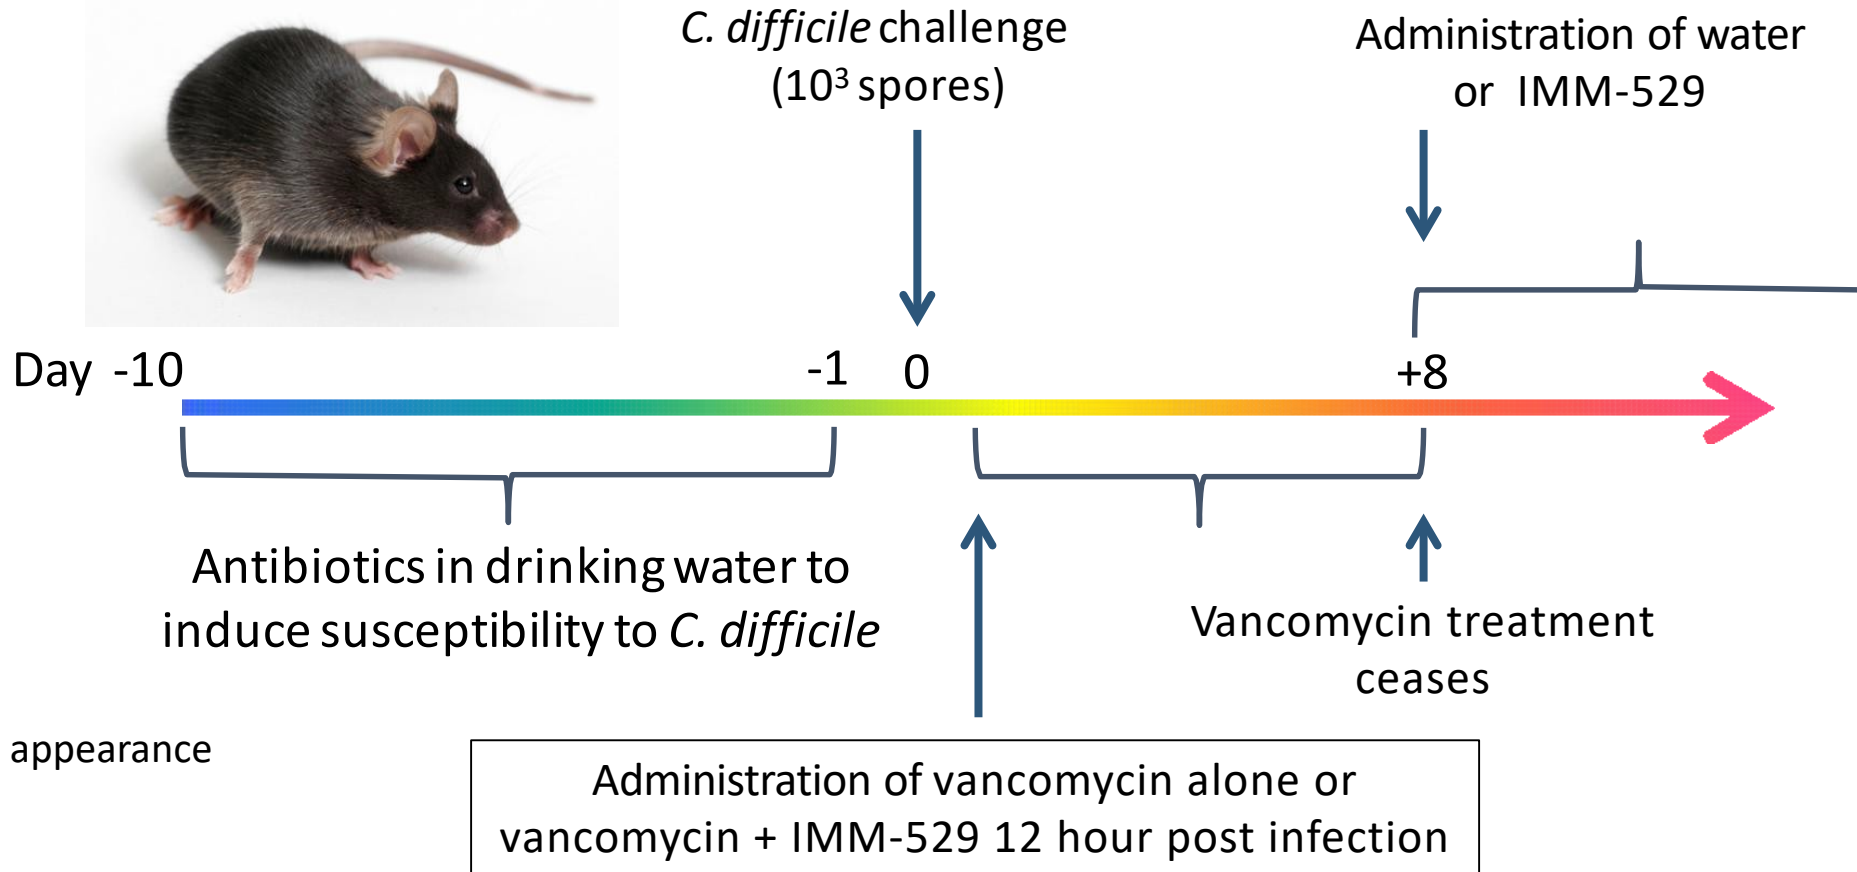 C. difficile challenge
(10³ spores)
Administration of water
or IMM-529
Day -10
-1
0
+8
Antibiotics in drinking water to
induce susceptibility to C. difficile
Vancomycin treatment
ceases
appearance
Administration of vancomycin alone or
vancomycin + IMM-529 12 hour post infection